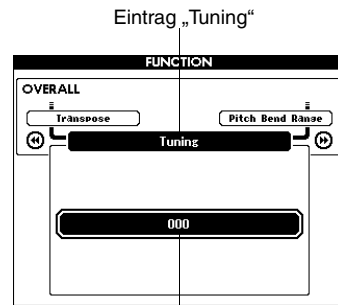 Eintrag „Tuning“
FUNCTION
OVERALL
Transpose
Pitch Bend Range
Tuning
000